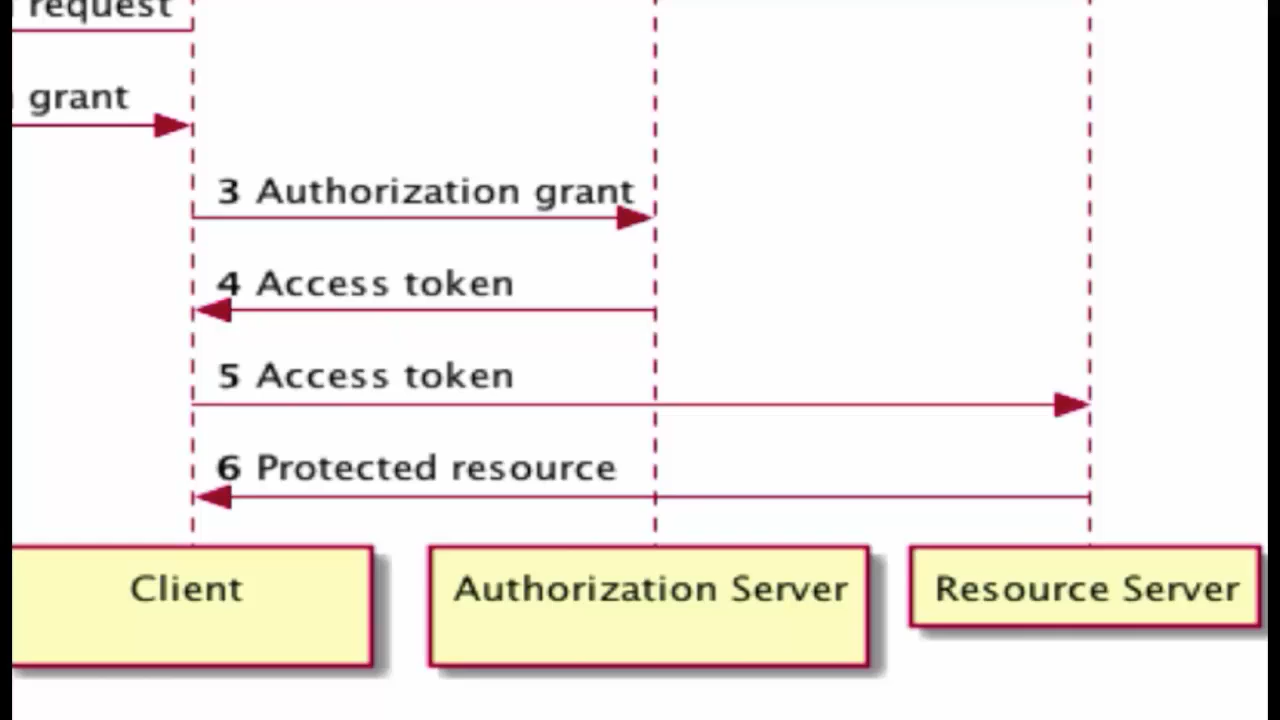 request
grant
3 Authorization grant
4 Access token
5 Access token
6 Protected resource
Client
Authorization Server
Resource Server